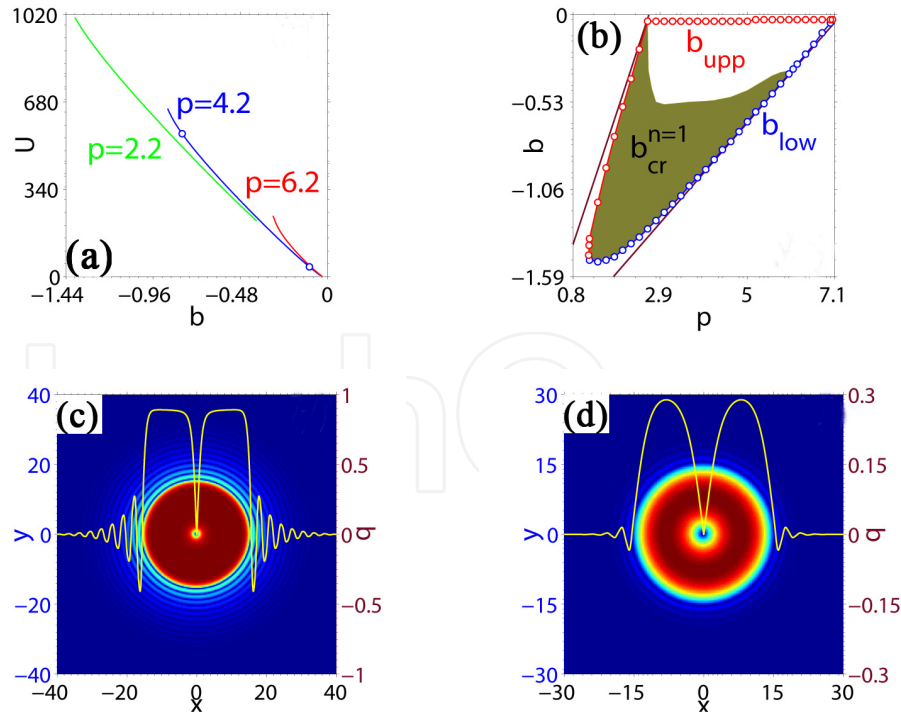 (a)
U
1020
680
340
0
p=2.2
p=4.2
p=6.2
−1.44
−0.96
−0.48
0
b
(b)
b
0
−0.53
−1.06
−1.59
b_upp
b_cr^n=1
b_low
0.8
2.9
5
7.1
p
(c)
y
40
20
0
−20
−40
1
0.5
0
−0.5
−1
q
−40
−20
0
20
40
x
(d)
y
30
15
0
−15
−30
0.3
0.15
0
−0.15
−0.3
q
−30
−15
0
15
30
x